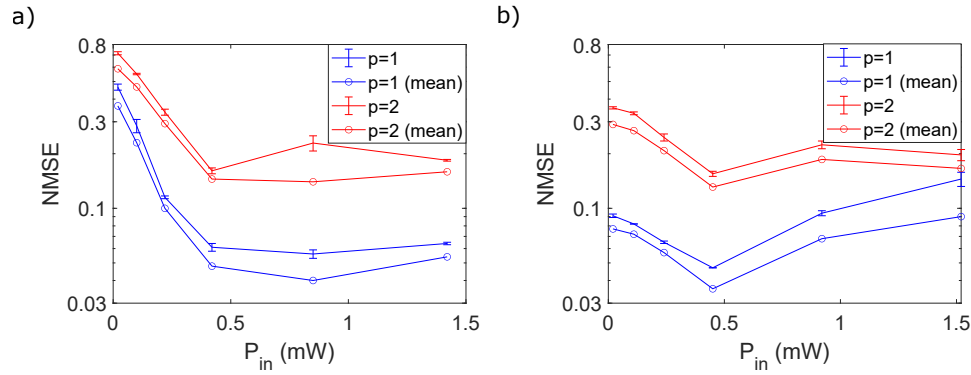 a)
NMSE
0.8
0.3
0.1
0.03
0
0.5
1
1.5
P_in (mW)
p=1
p=1 (mean)
p=2
p=2 (mean)
b)
NMSE
0.8
0.3
0.1
0.03
0
0.5
1
1.5
P_in (mW)
p=1
p=1 (mean)
p=2
p=2 (mean)